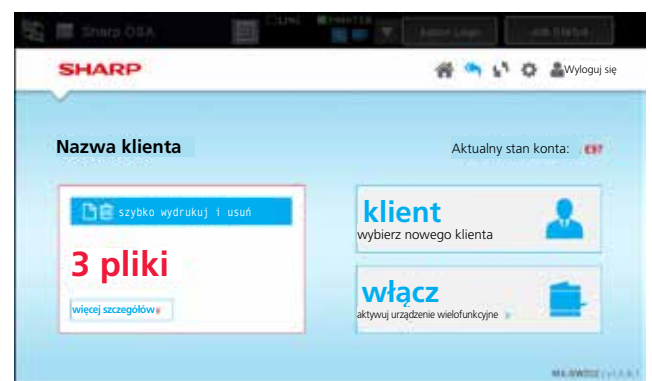 Sharp OSA
SHARP
Wyloguj się
Nazwa klienta
Aktualny stan konta: £97
szybko wydrukuj i usuń
3 pliki
więcej szczegółów
klient
wybierz nowego klienta
włącz
aktywuj urządzenie wielofunkcyjne